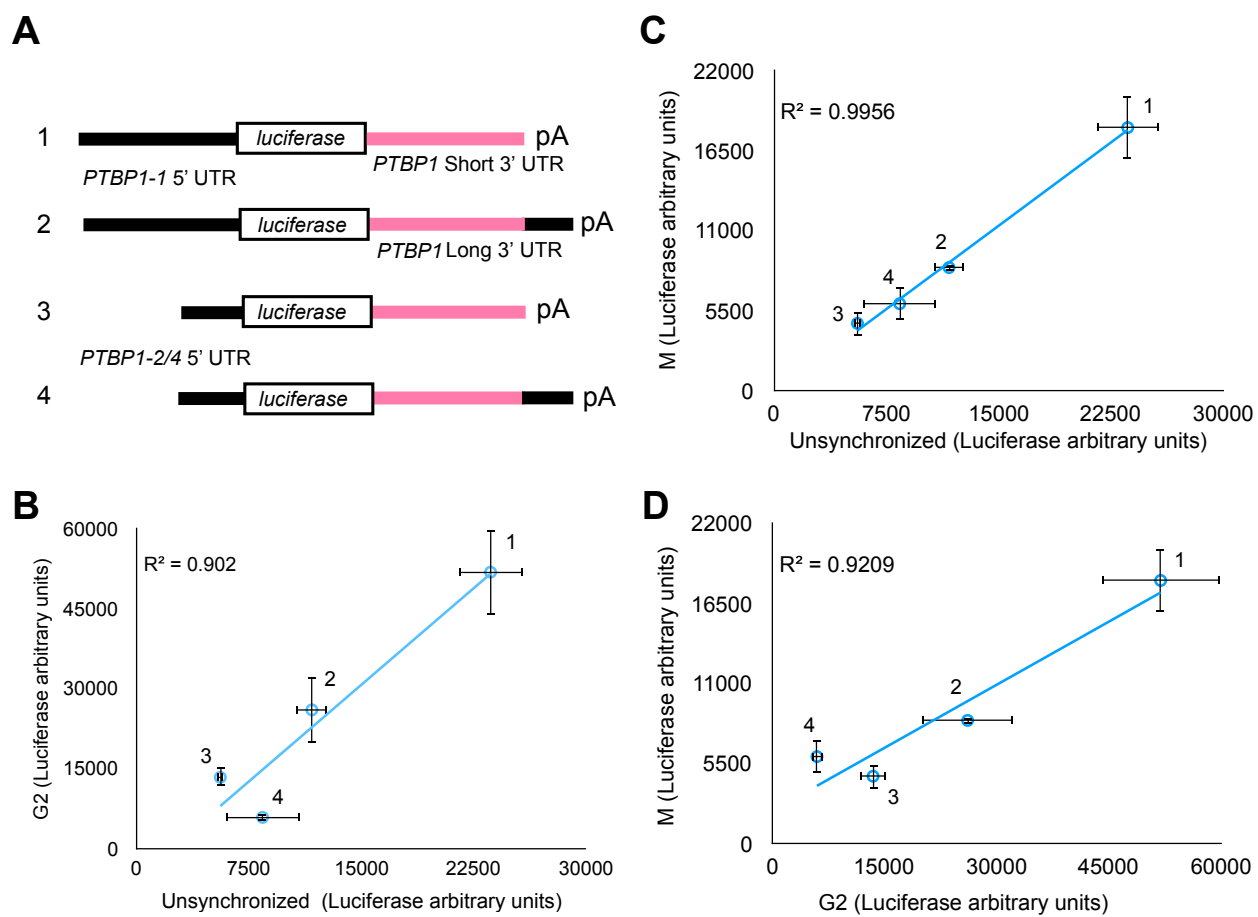 A
1
luciferase
pA
PTBP1-1 5’ UTR
PTBP1 Short 3’ UTR
2
luciferase
pA
PTBP1 Long 3’ UTR
3
luciferase
pA
PTBP1-2/4 5’ UTR
4
luciferase
pA
B
G2 (Luciferase arbitrary units)
60000
45000
30000
15000
0
R² = 0.902
1
2
3
4
0 7500 15000 22500 30000
Unsynchronized (Luciferase arbitrary units)
C
M (Luciferase arbitrary units)
22000
16500
11000
5500
0
R² = 0.9956
1
2
4
3
0 7500 15000 22500 30000
Unsynchronized (Luciferase arbitrary units)
D
M (Luciferase arbitrary units)
22000
16500
11000
5500
0
R² = 0.9209
1
2
4
3
0 15000 30000 45000 60000
G2 (Luciferase arbitrary units)